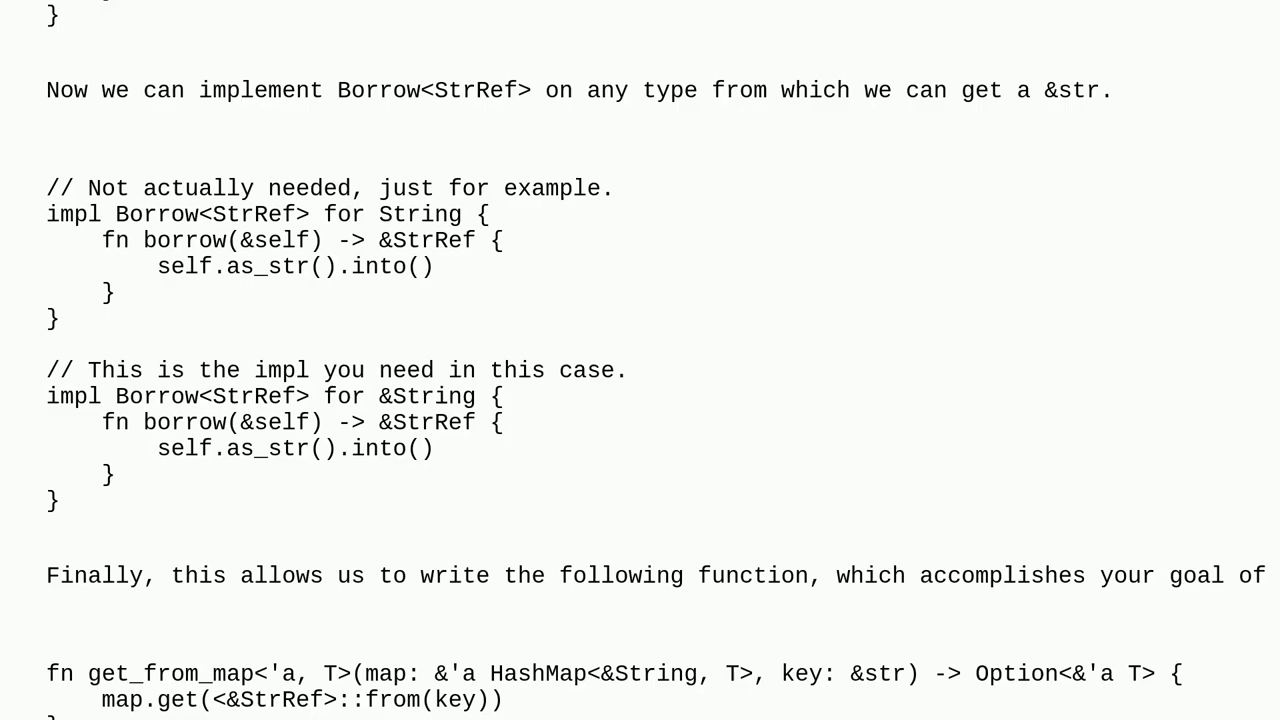 }
Now we can implement Borrow<StrRef> on any type from which we can get a &str.
// Not actually needed, just for example.
impl Borrow<StrRef> for String {
    fn borrow(&self) -> &StrRef {
        self.as_str().into()
    }
}
// This is the impl you need in this case.
impl Borrow<StrRef> for &String {
    fn borrow(&self) -> &StrRef {
        self.as_str().into()
    }
}
Finally, this allows us to write the following function, which accomplishes your goal of
fn get_from_map<'a, T>(map: &'a HashMap<&String, T>, key: &str) -> Option<&'a T> {
    map.get(<&StrRef>::from(key))